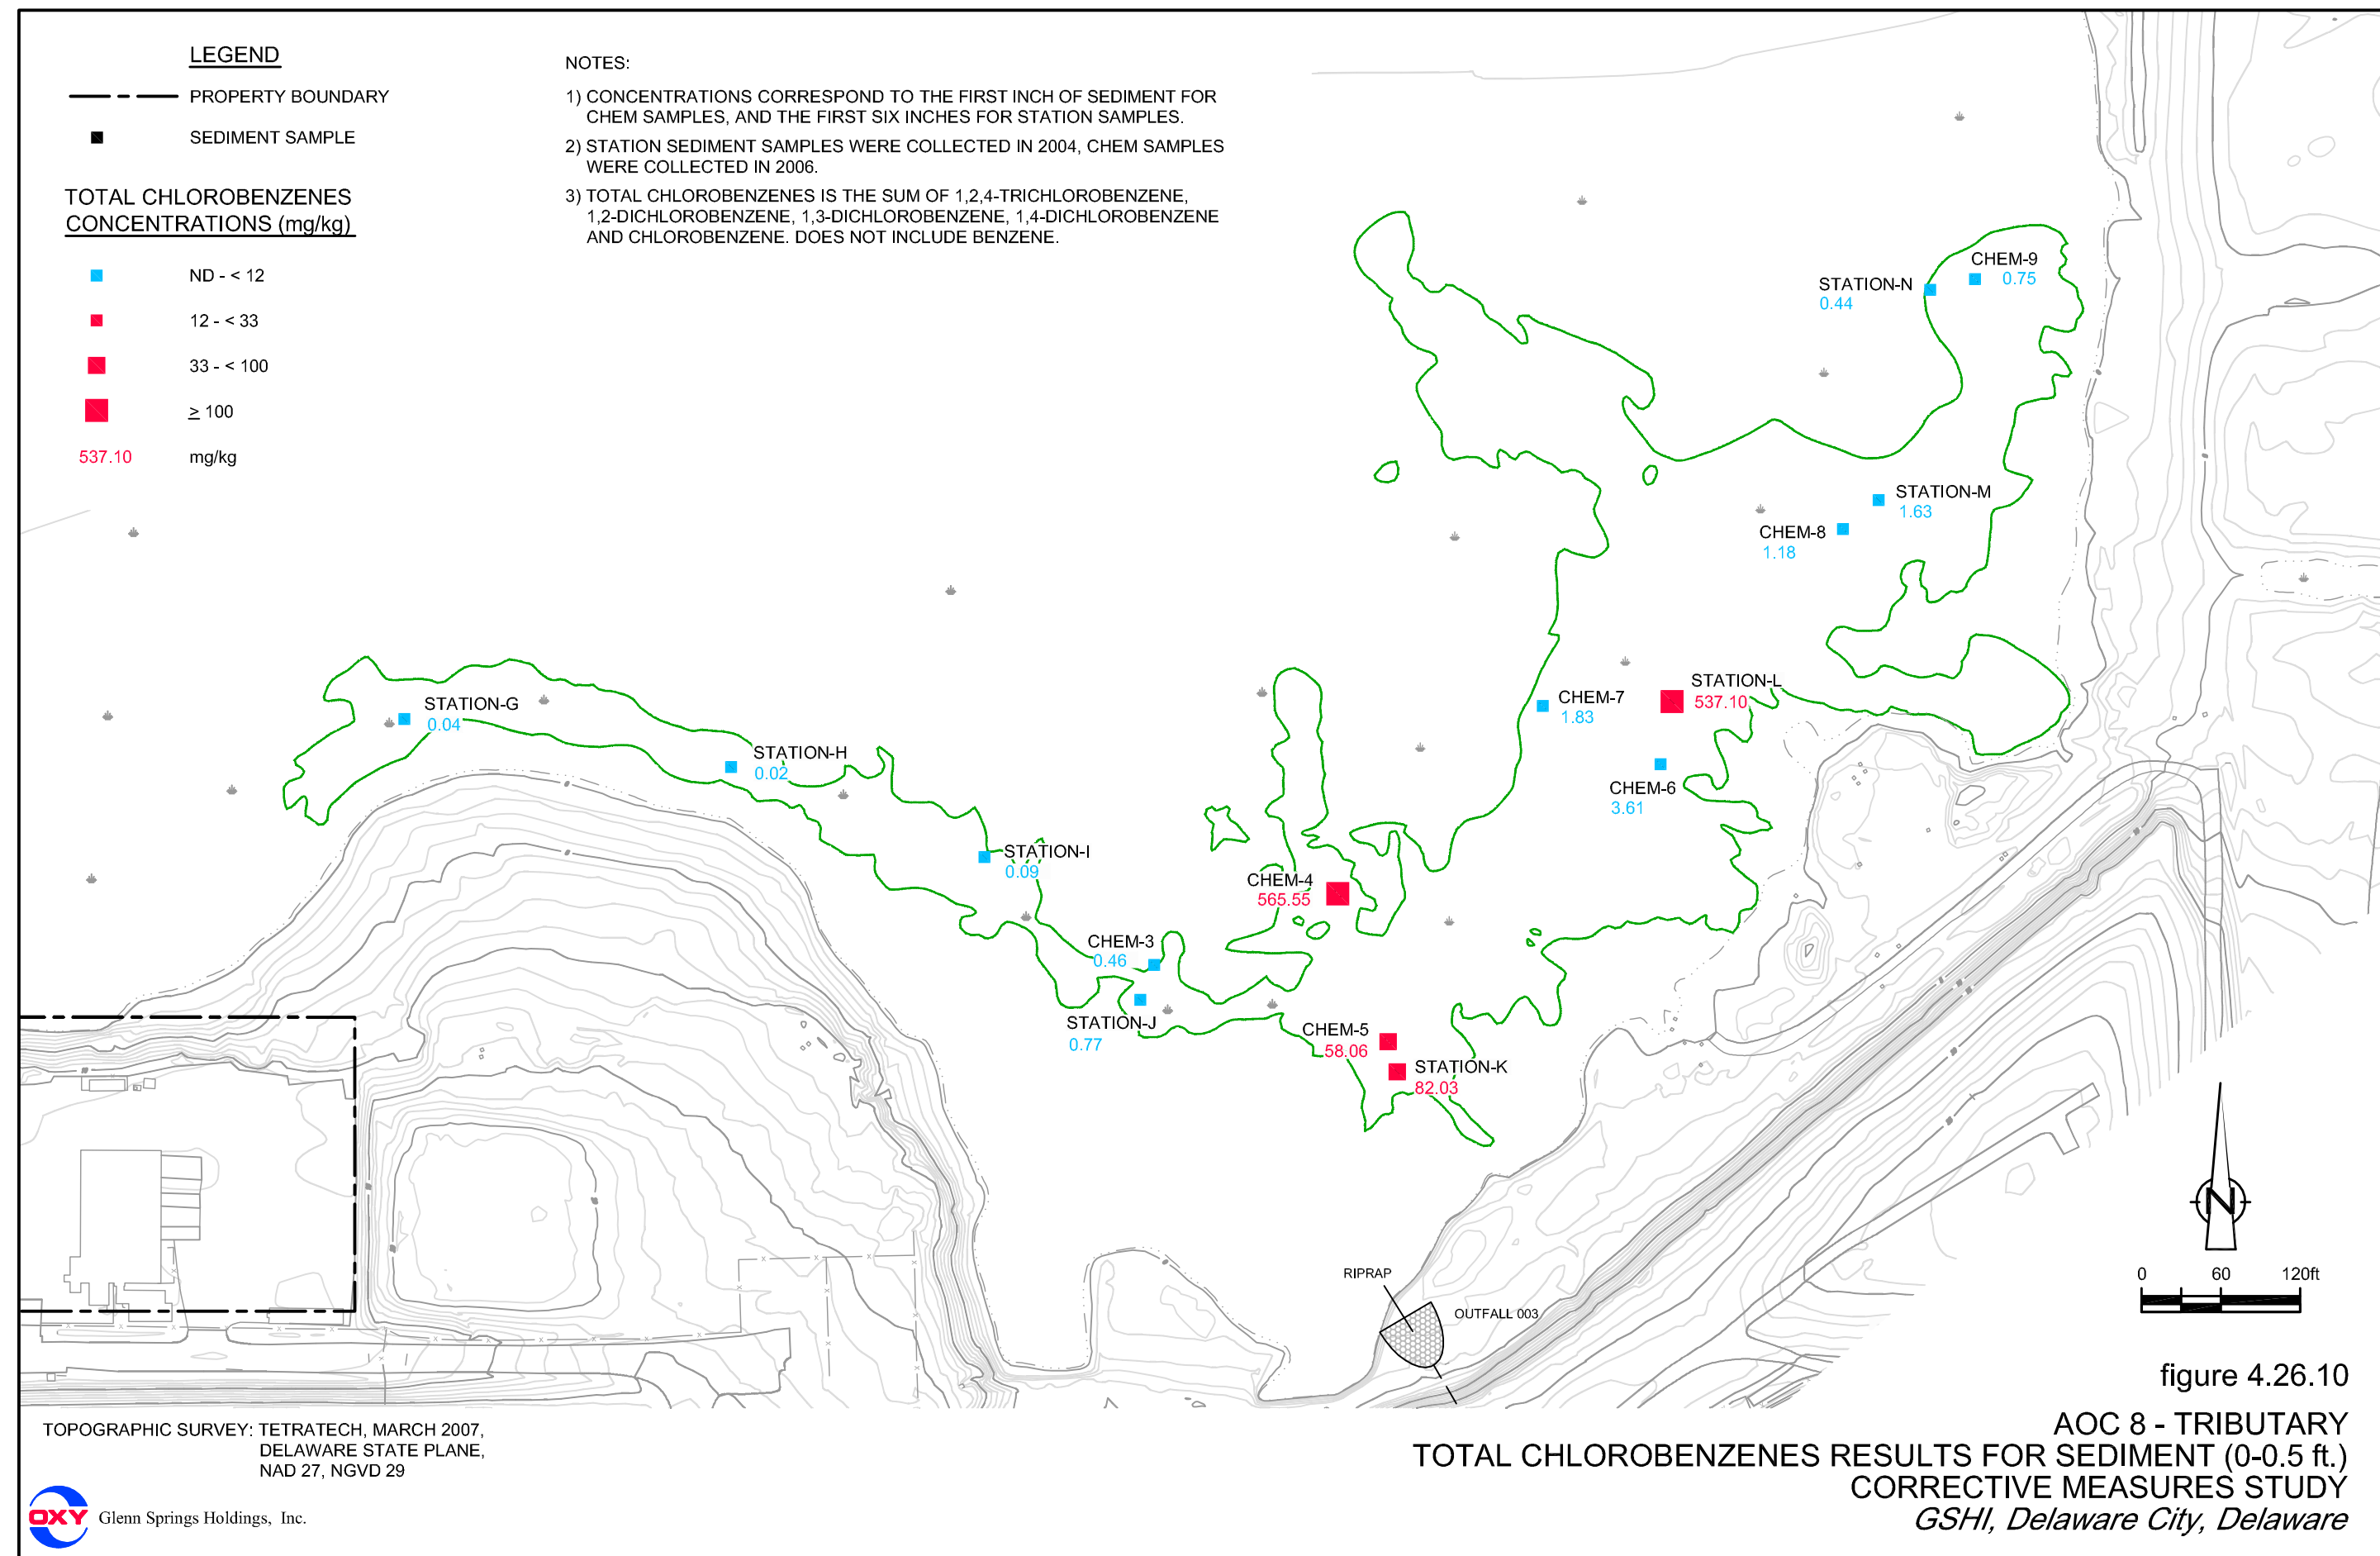 LEGEND
PROPERTY BOUNDARY
SEDIMENT SAMPLE
TOTAL CHLOROBENZENES
CONCENTRATIONS (mg/kg)
ND - < 12
12 - < 33
33 - < 100
≥ 100
537.10 mg/kg
NOTES:
1) CONCENTRATIONS CORRESPOND TO THE FIRST INCH OF SEDIMENT FOR
CHEM SAMPLES, AND THE FIRST SIX INCHES FOR STATION SAMPLES.
2) STATION SEDIMENT SAMPLES WERE COLLECTED IN 2004, CHEM SAMPLES
WERE COLLECTED IN 2006.
3) TOTAL CHLOROBENZENES IS THE SUM OF 1,2,4-TRICHLOROBENZENE,
1,2-DICHLOROBENZENE, 1,3-DICHLOROBENZENE, 1,4-DICHLOROBENZENE
AND CHLOROBENZENE. DOES NOT INCLUDE BENZENE.
CHEM-9
0.75
STATION-N
0.44
STATION-M
1.63
CHEM-8
1.18
STATION-L
537.10
CHEM-7
1.83
CHEM-6
3.61
STATION-G
0.04
STATION-H
0.02
STATION-I
0.09
CHEM-4
565.55
CHEM-3
0.46
STATION-J
0.77
CHEM-5
58.06
STATION-K
82.03
RIPRAP
OUTFALL 003
N
0 60 120ft
figure 4.26.10
AOC 8 - TRIBUTARY
TOTAL CHLOROBENZENES RESULTS FOR SEDIMENT (0-0.5 ft.)
CORRECTIVE MEASURES STUDY
GSHI, Delaware City, Delaware
TOPOGRAPHIC SURVEY: TETRATECH, MARCH 2007,
DELAWARE STATE PLANE,
NAD 27, NGVD 29
OXY Glenn Springs Holdings, Inc.